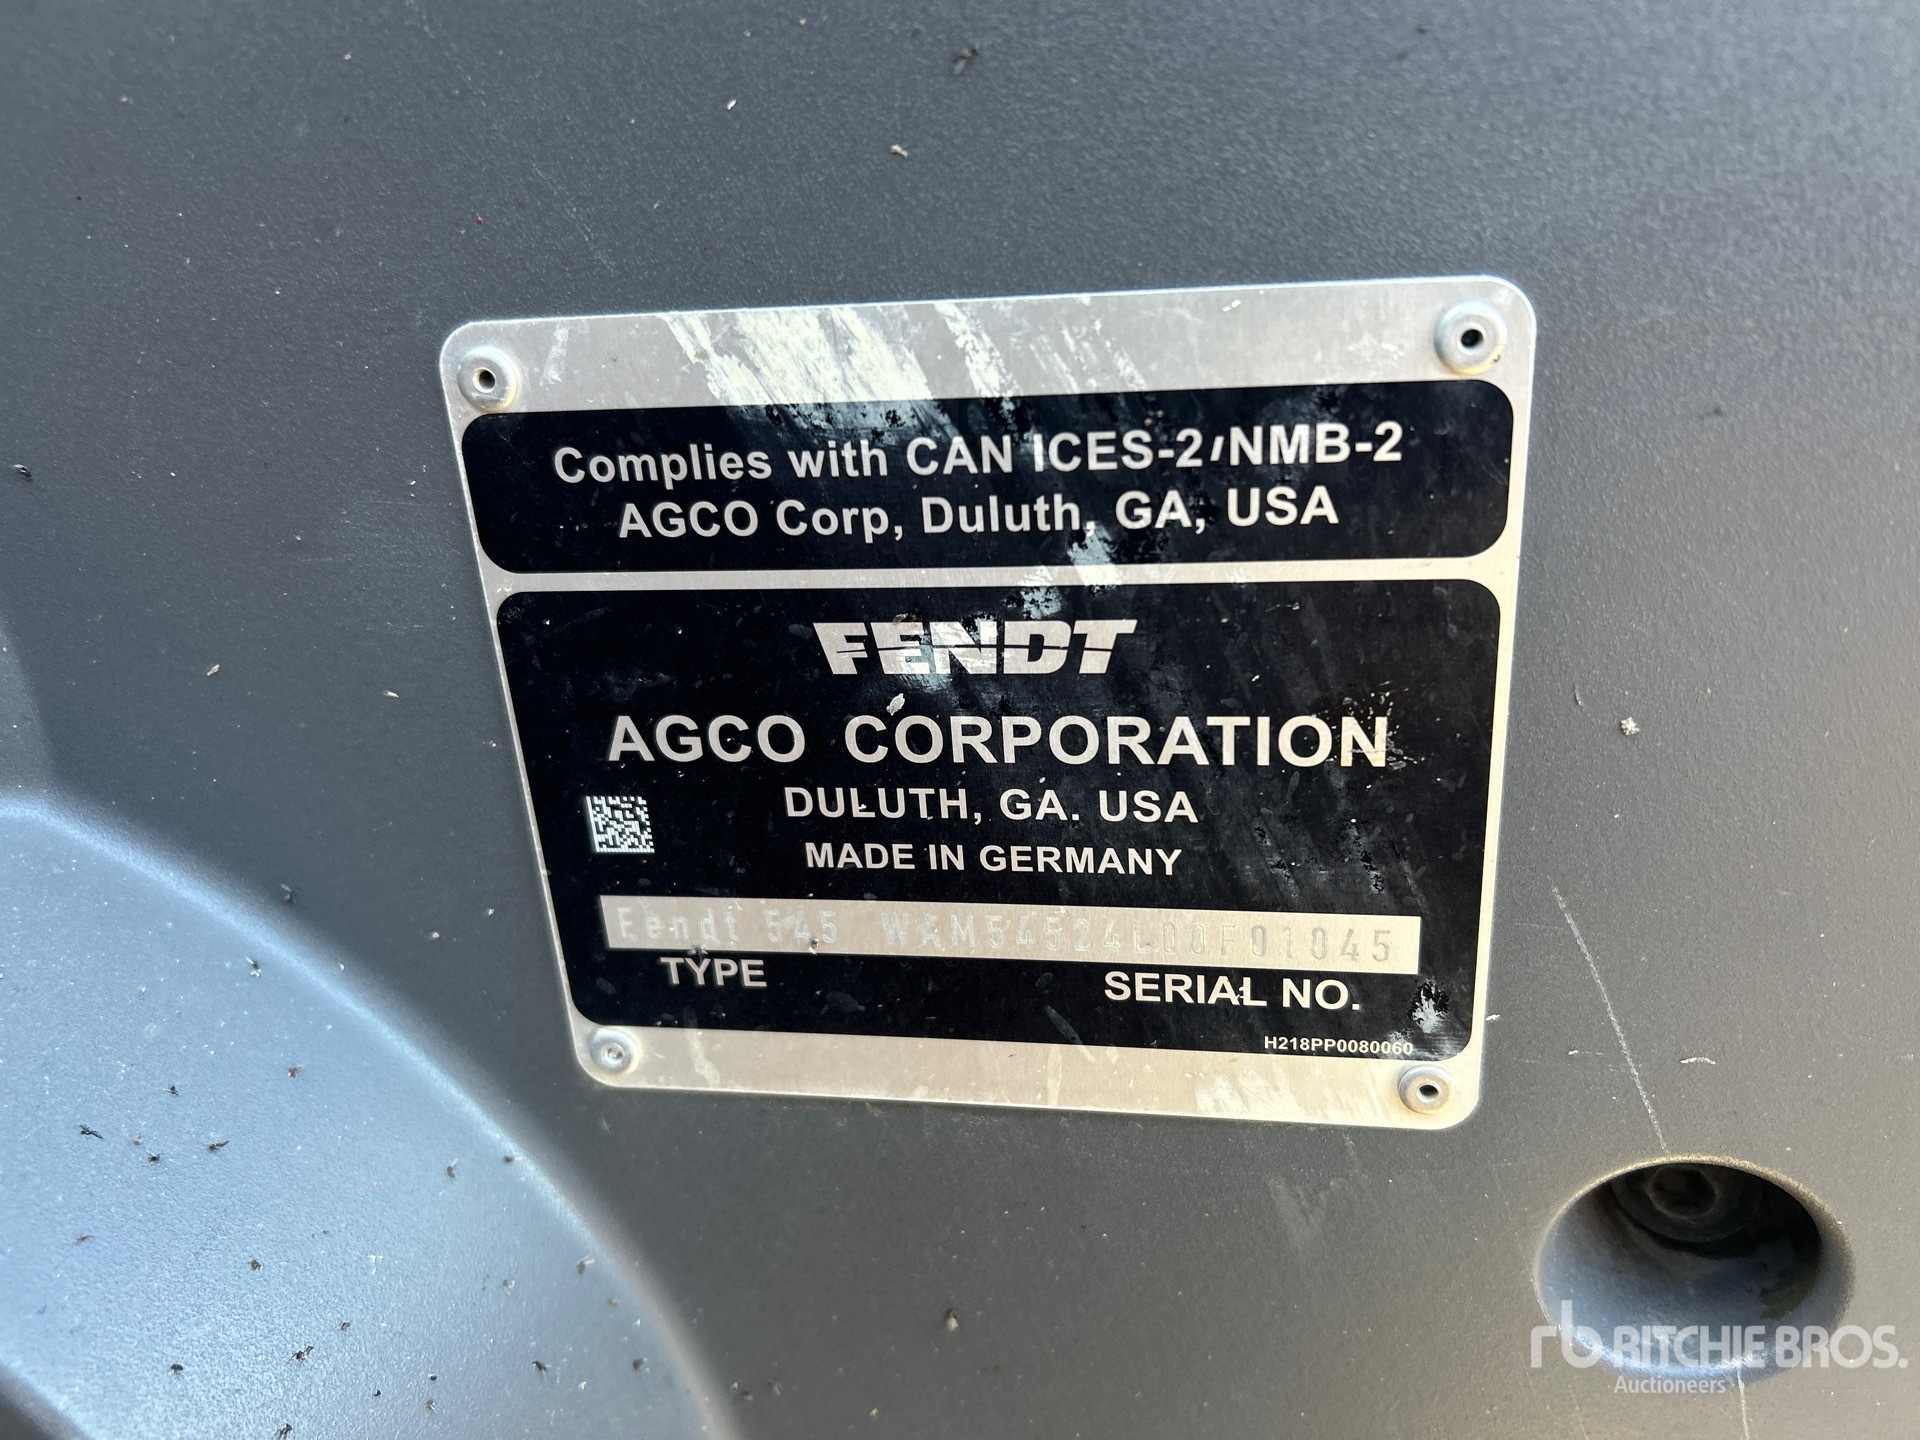 Complies with CAN ICES-2/NMB-2
AGCO Corp, Duluth, GA, USA
FENDT
AGCO CORPORATION
DULUTH, GA. USA
MADE IN GERMANY
Fendt 545 WAM54524L00F01045
TYPE SERIAL NO.
H218PP0080060
rb RITCHIE BROS.
Auctioneers